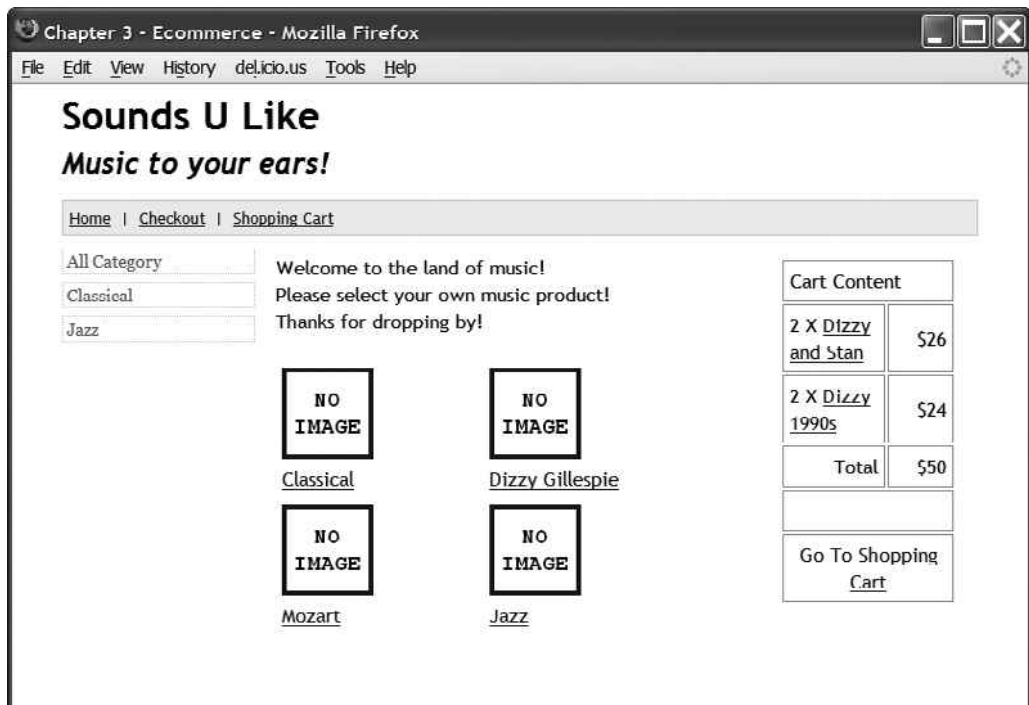 Chapter 3 - Ecommerce - Mozilla Firefox
File Edit View History del.icio.us Tools Help
Sounds U Like
Music to your ears!
Home | Checkout | Shopping Cart
All Category
Classical
Jazz
Welcome to the land of music!
Please select your own music product!
Thanks for dropping by!
NO
IMAGE
Classical
NO
IMAGE
Dizzy Gillespie
NO
IMAGE
Mozart
NO
IMAGE
Jazz
Cart Content
2 X Dizzy
and Stan
$26
2 X Dizzy
1990s
$24
Total $50
Go To Shopping
Cart